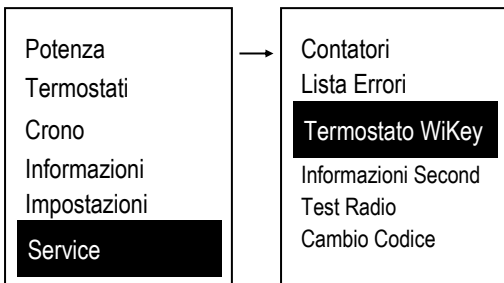 Potenza
Termostati
Crono
Informazioni
Impostazioni
Service
Contatori
Lista Errori
Termostato WiKey
Informazioni Second
Test Radio
Cambio Codice